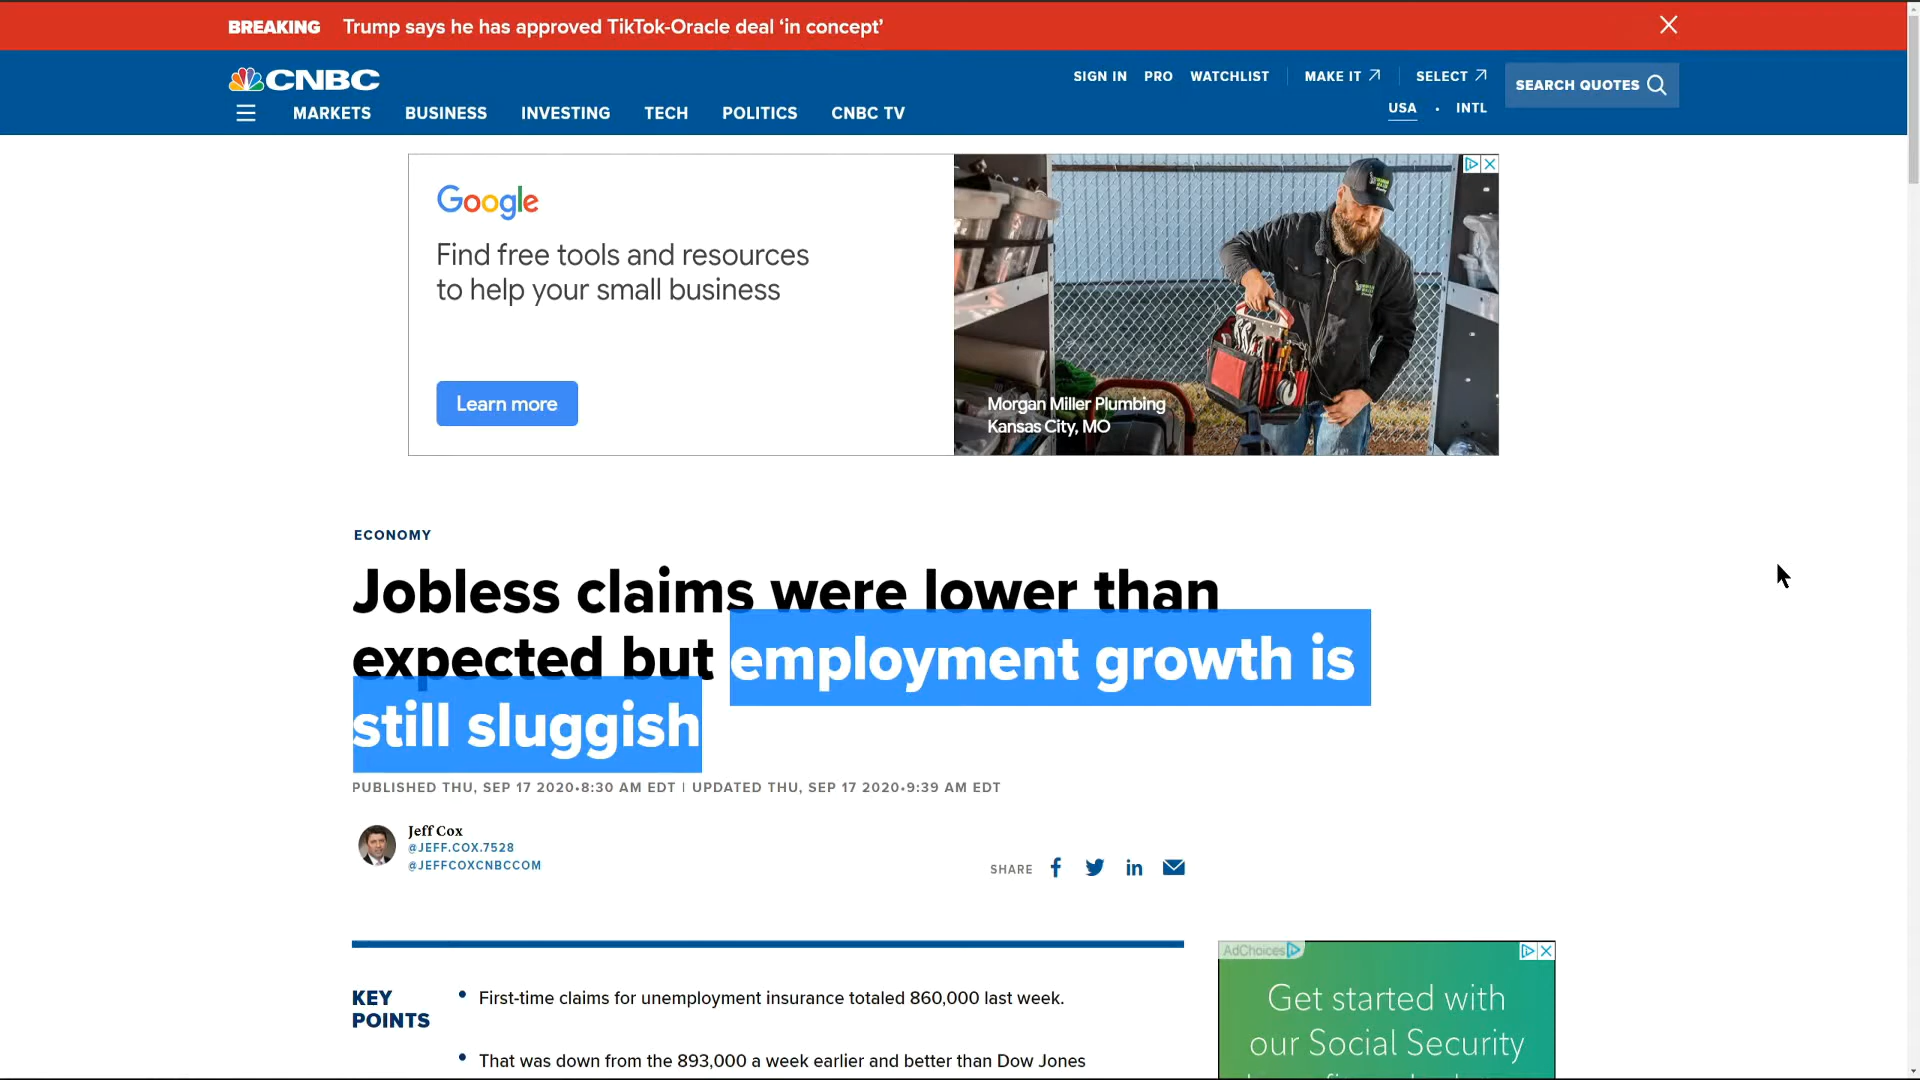 BREAKING Trump says he has approved TikTok-Oracle deal ‘in concept’
CNBC
SIGN IN PRO WATCHLIST MAKE IT SELECT SEARCH QUOTES
USA • INTL
MARKETS BUSINESS INVESTING TECH POLITICS CNBC TV
Google
Find free tools and resources
to help your small business
Learn more
Morgan Miller Plumbing
Kansas City, MO
ECONOMY
Jobless claims were lower than
expected but employment growth is
still sluggish
PUBLISHED THU, SEP 17 2020•8:30 AM EDT | UPDATED THU, SEP 17 2020•9:39 AM EDT
Jeff Cox
@JEFF.COX.7528
@JEFFCOXCNBCCOM
SHARE
KEY
POINTS
• First-time claims for unemployment insurance totaled 860,000 last week.
• That was down from the 893,000 a week earlier and better than Dow Jones
AdChoices
Get started with
our Social Security